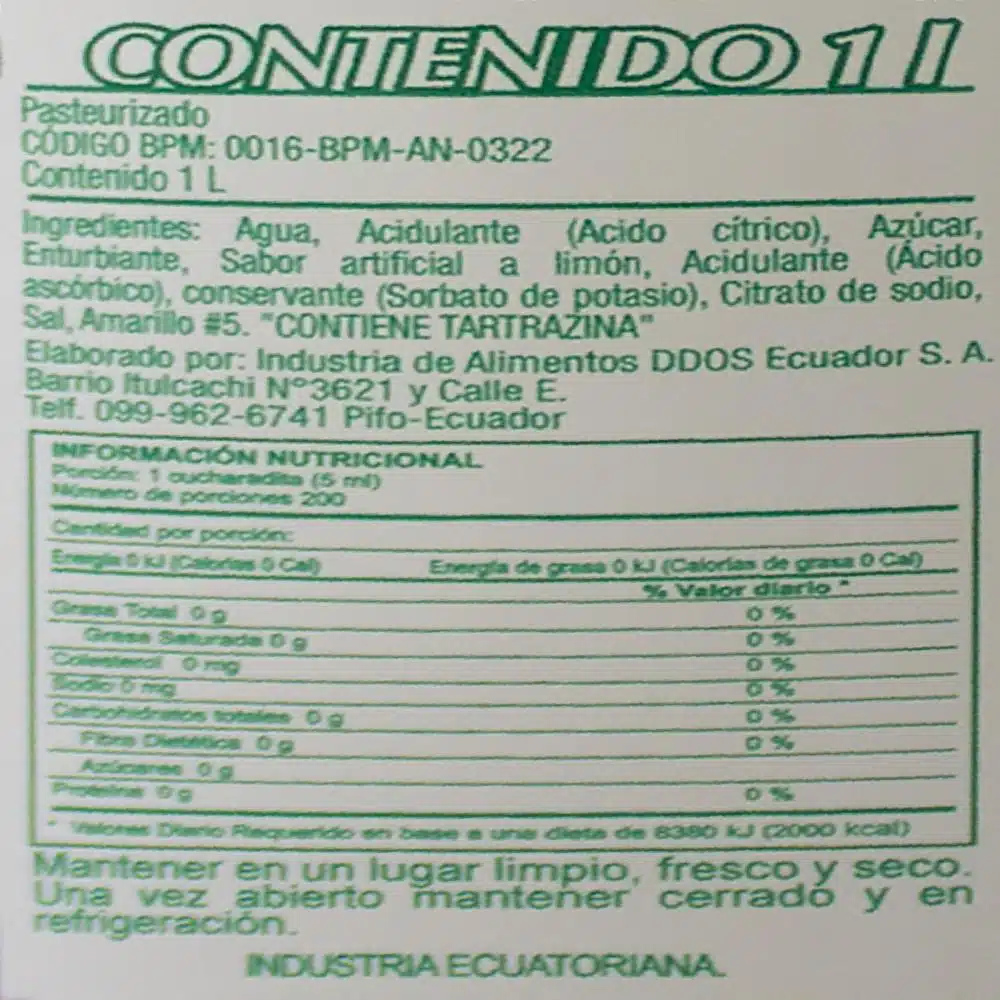 CONTENIDO 1 l
Pasteurizado
CÓDIGO BPM: 0016-BPM-AN-0322
Contenido 1 L
Ingredientes: Agua, Acidulante (Acido cítrico), Azúcar,
Enturbiante, Sabor artificial a limón, Acidulante (Ácido
ascórbico), conservante (Sorbato de potasio), Citrato de sodio,
Sal, Amarillo #5. "CONTIENE TARTRAZINA"
Elaborado por: Industria de Alimentos DDOS Ecuador S. A.
Barrio Itulcachi N°3621 y Calle E.
Telf. 099-962-6741 Pifo-Ecuador
INFORMACIÓN NUTRICIONAL
Porción: 1 cucharadita (5 ml)
Número de porciones 200
Cantidad por porción:
Energía 0 kJ (Calorías 0 Cal) Energía de grasa 0 kJ (Calorías de grasa 0 Cal)
% Valor diario *
Grasa Total 0 g 0 %
Grasa Saturada 0 g 0 %
Colesterol 0 mg 0 %
Sodio 0 mg 0 %
Carbohidratos totales 0 g 0 %
Fibra Dietética 0 g 0 %
Azúcares 0 g
Proteína 0 g 0 %
* Valores Diario Requerido en base a una dieta de 8380 kJ (2000 kcal)
Mantener en un lugar limpio, fresco y seco.
Una vez abierto mantener cerrado y en
refrigeración.
INDUSTRIA ECUATORIANA.